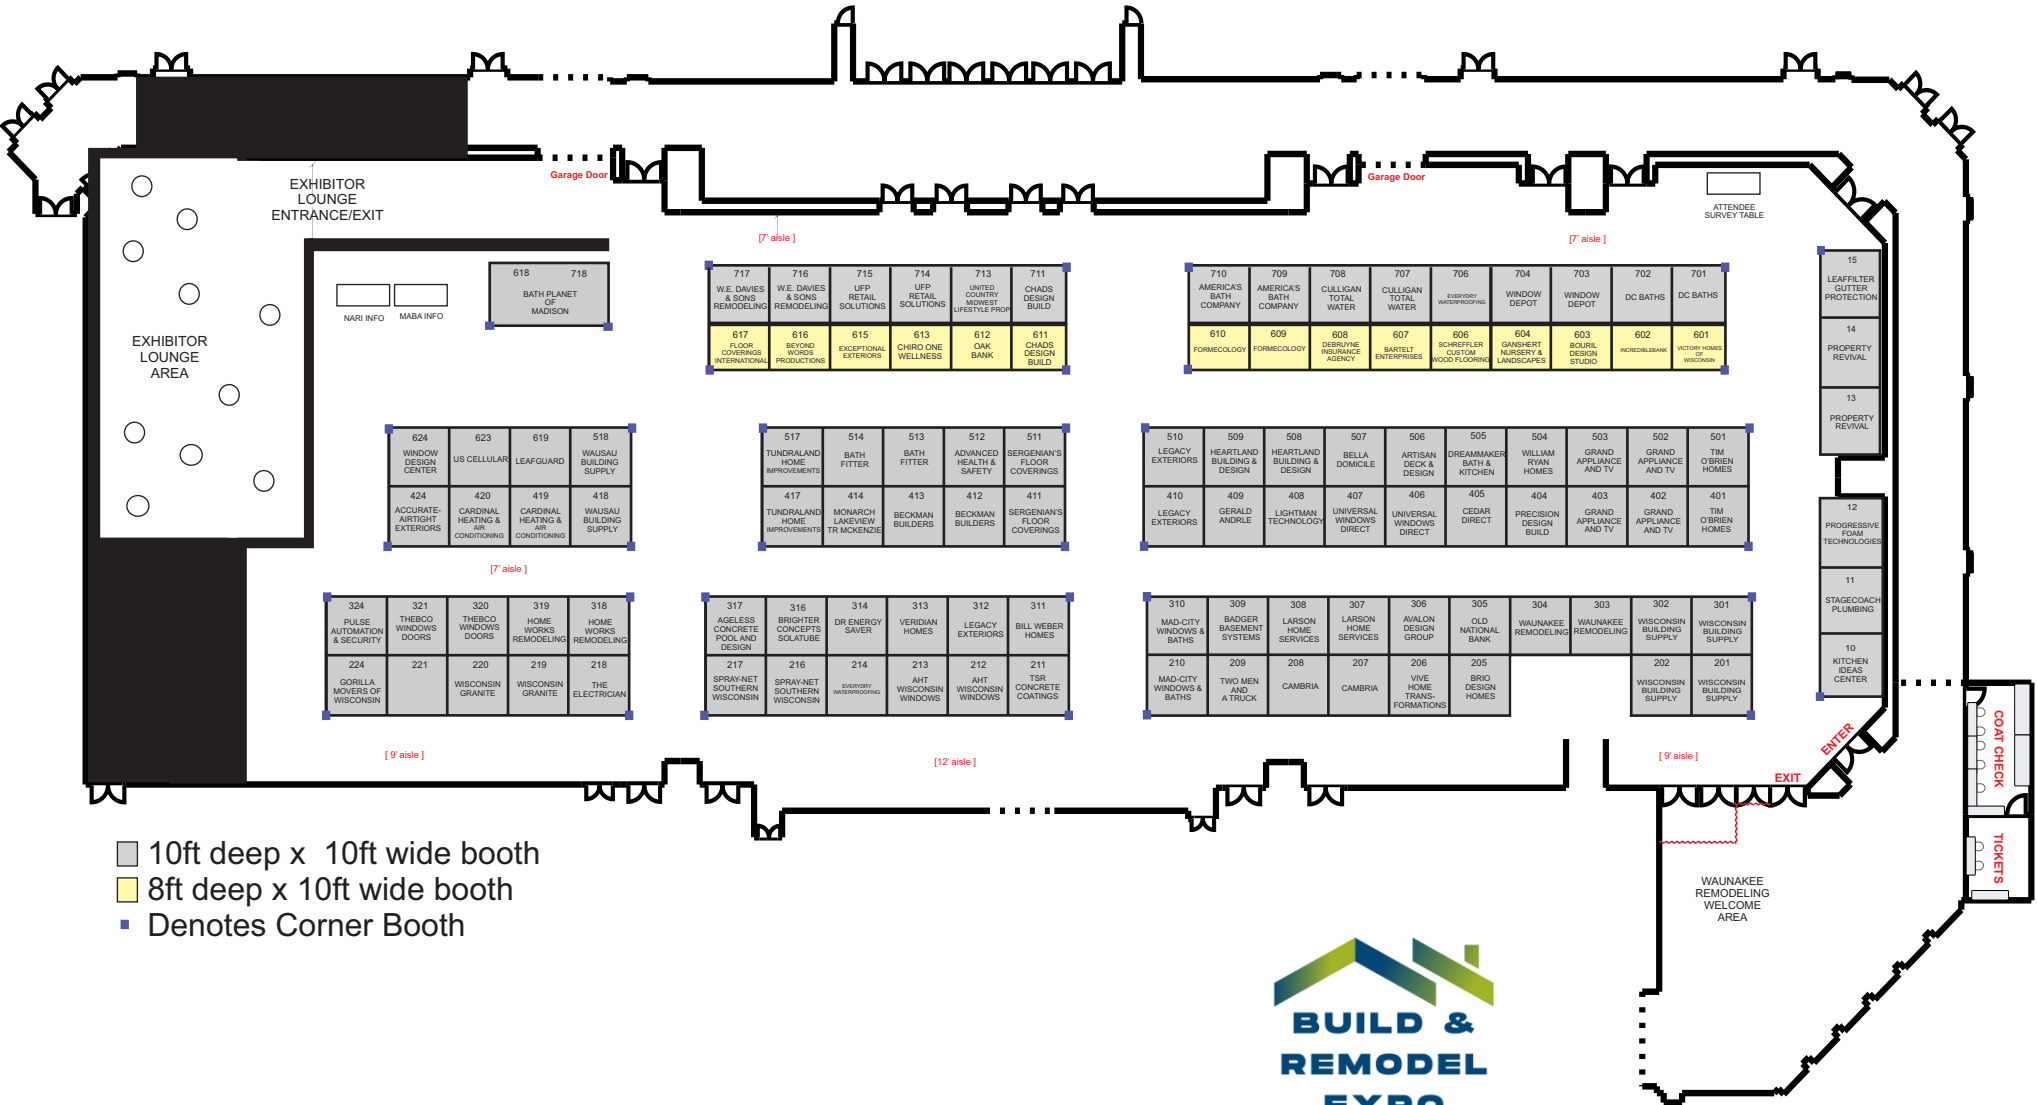 EXHIBITOR
LOUNGE
ENTRANCE/EXIT
Garage Door
Garage Door
ATTENDEE
SURVEY TABLE
[7' aisle ]
[7' aisle ]
EXHIBITOR
LOUNGE
AREA
NARI INFO
MABA INFO
618 718
BATH PLANET
OF
MADISON
717
W.E. DAVIES
& SONS
REMODELING
716
W.E. DAVIES
& SONS
REMODELING
715
UFP
RETAIL
SOLUTIONS
714
UFP
RETAIL
SOLUTIONS
713
UNITED
COUNTRY
MIDWEST
LIFESTYLE PROP
711
CHADS
DESIGN
BUILD
617
FLOOR
COVERINGS
INTERNATIONAL
616
BEYOND
WORDS
PRODUCTIONS
615
EXCEPTIONAL
EXTERIORS
613
CHIRO ONE
WELLNESS
612
OAK
BANK
611
CHADS
DESIGN
BUILD
710
AMERICA'S
BATH
COMPANY
709
AMERICA'S
BATH
COMPANY
708
CULLIGAN
TOTAL
WATER
707
CULLIGAN
TOTAL
WATER
706
EVERYDRY
WATERPROOFING
704
WINDOW
DEPOT
703
WINDOW
DEPOT
702
DC BATHS
701
DC BATHS
610
FORMECOLOGY
609
FORMECOLOGY
608
DEBRUYNE
INSURANCE
AGENCY
607
BARTELT
ENTERPRISES
606
SCHREFFLER
CUSTOM
WOOD FLOORING
604
GANSHERT
NURSERY &
LANDSCAPES
603
BOURIL
DESIGN
STUDIO
602
INCREDIBLEBANK
601
VICTORY HOMES
OF
WISCONSIN
15
LEAFFILTER
GUTTER
PROTECTION
14
PROPERTY
REVIVAL
13
PROPERTY
REVIVAL
12
PROGRESSIVE
FOAM
TECHNOLOGIES
11
STAGECOACH
PLUMBING
10
KITCHEN
IDEAS
CENTER
624
WINDOW
DESIGN
CENTER
623
US CELLULAR
619
LEAFGUARD
518
WAUSAU
BUILDING
SUPPLY
424
ACCURATE-
AIRTIGHT
EXTERIORS
420
CARDINAL
HEATING &
AIR
CONDITIONING
419
CARDINAL
HEATING &
AIR
CONDITIONING
418
WAUSAU
BUILDING
SUPPLY
517
TUNDRALAND
HOME
IMPROVEMENTS
514
BATH
FITTER
513
BATH
FITTER
512
ADVANCED
HEALTH &
SAFETY
511
SERGENIAN'S
FLOOR
COVERINGS
417
TUNDRALAND
HOME
IMPROVEMENTS
414
MONARCH
LAKEVIEW
TR MCKENZIE
413
BECKMAN
BUILDERS
412
BECKMAN
BUILDERS
411
SERGENIAN'S
FLOOR
COVERINGS
510
LEGACY
EXTERIORS
509
HEARTLAND
BUILDING &
DESIGN
508
HEARTLAND
BUILDING &
DESIGN
507
BELLA
DOMICILE
506
ARTISAN
DECK &
DESIGN
505
DREAMMAKER
BATH &
KITCHEN
504
WILLIAM
RYAN
HOMES
503
GRAND
APPLIANCE
AND TV
502
GRAND
APPLIANCE
AND TV
501
TIM
O'BRIEN
HOMES
410
LEGACY
EXTERIORS
409
GERALD
ANDRLE
408
LIGHTMAN
TECHNOLOGY
407
UNIVERSAL
WINDOWS
DIRECT
406
UNIVERSAL
WINDOWS
DIRECT
405
CEDAR
DIRECT
404
PRECISION
DESIGN
BUILD
403
GRAND
APPLIANCE
AND TV
402
GRAND
APPLIANCE
AND TV
401
TIM
O'BRIEN
HOMES
[7' aisle ]
324
PULSE
AUTOMATION
& SECURITY
321
THEBCO
WINDOWS
DOORS
320
THEBCO
WINDOWS
DOORS
319
HOME
WORKS
REMODELING
318
HOME
WORKS
REMODELING
224
GORILLA
MOVERS OF
WISCONSIN
221
220
WISCONSIN
GRANITE
219
WISCONSIN
GRANITE
218
THE
ELECTRICIAN
317
AGELESS
CONCRETE
POOL AND
DESIGN
316
BRIGHTER
CONCEPTS
SOLATUBE
314
DR ENERGY
SAVER
313
VERIDIAN
HOMES
312
LEGACY
EXTERIORS
311
BILL WEBER
HOMES
217
SPRAY-NET
SOUTHERN
WISCONSIN
216
SPRAY-NET
SOUTHERN
WISCONSIN
214
EVERYDRY
WATERPROOFING
213
AHT
WISCONSIN
WINDOWS
212
AHT
WISCONSIN
WINDOWS
211
TSR
CONCRETE
COATINGS
310
MAD-CITY
WINDOWS &
BATHS
309
BADGER
BASEMENT
SYSTEMS
308
LARSON
HOME
SERVICES
307
LARSON
HOME
SERVICES
306
AVALON
DESIGN
GROUP
305
OLD
NATIONAL
BANK
304
WAUNAKEE
REMODELING
303
WAUNAKEE
REMODELING
302
WISCONSIN
BUILDING
SUPPLY
301
WISCONSIN
BUILDING
SUPPLY
210
MAD-CITY
WINDOWS &
BATHS
209
TWO MEN
AND
A TRUCK
208
CAMBRIA
207
CAMBRIA
206
VIVE
HOME
TRANS-
FORMATIONS
205
BRIO
DESIGN
HOMES
202
WISCONSIN
BUILDING
SUPPLY
201
WISCONSIN
BUILDING
SUPPLY
[ 9' aisle ]
[12' aisle ]
[ 9' aisle ]
ENTER
EXIT
COAT CHECK
TICKETS
10ft deep x 10ft wide booth
8ft deep x 10ft wide booth
Denotes Corner Booth
WAUNAKEE
REMODELING
WELCOME
AREA
BUILD &
REMODEL
EXPO